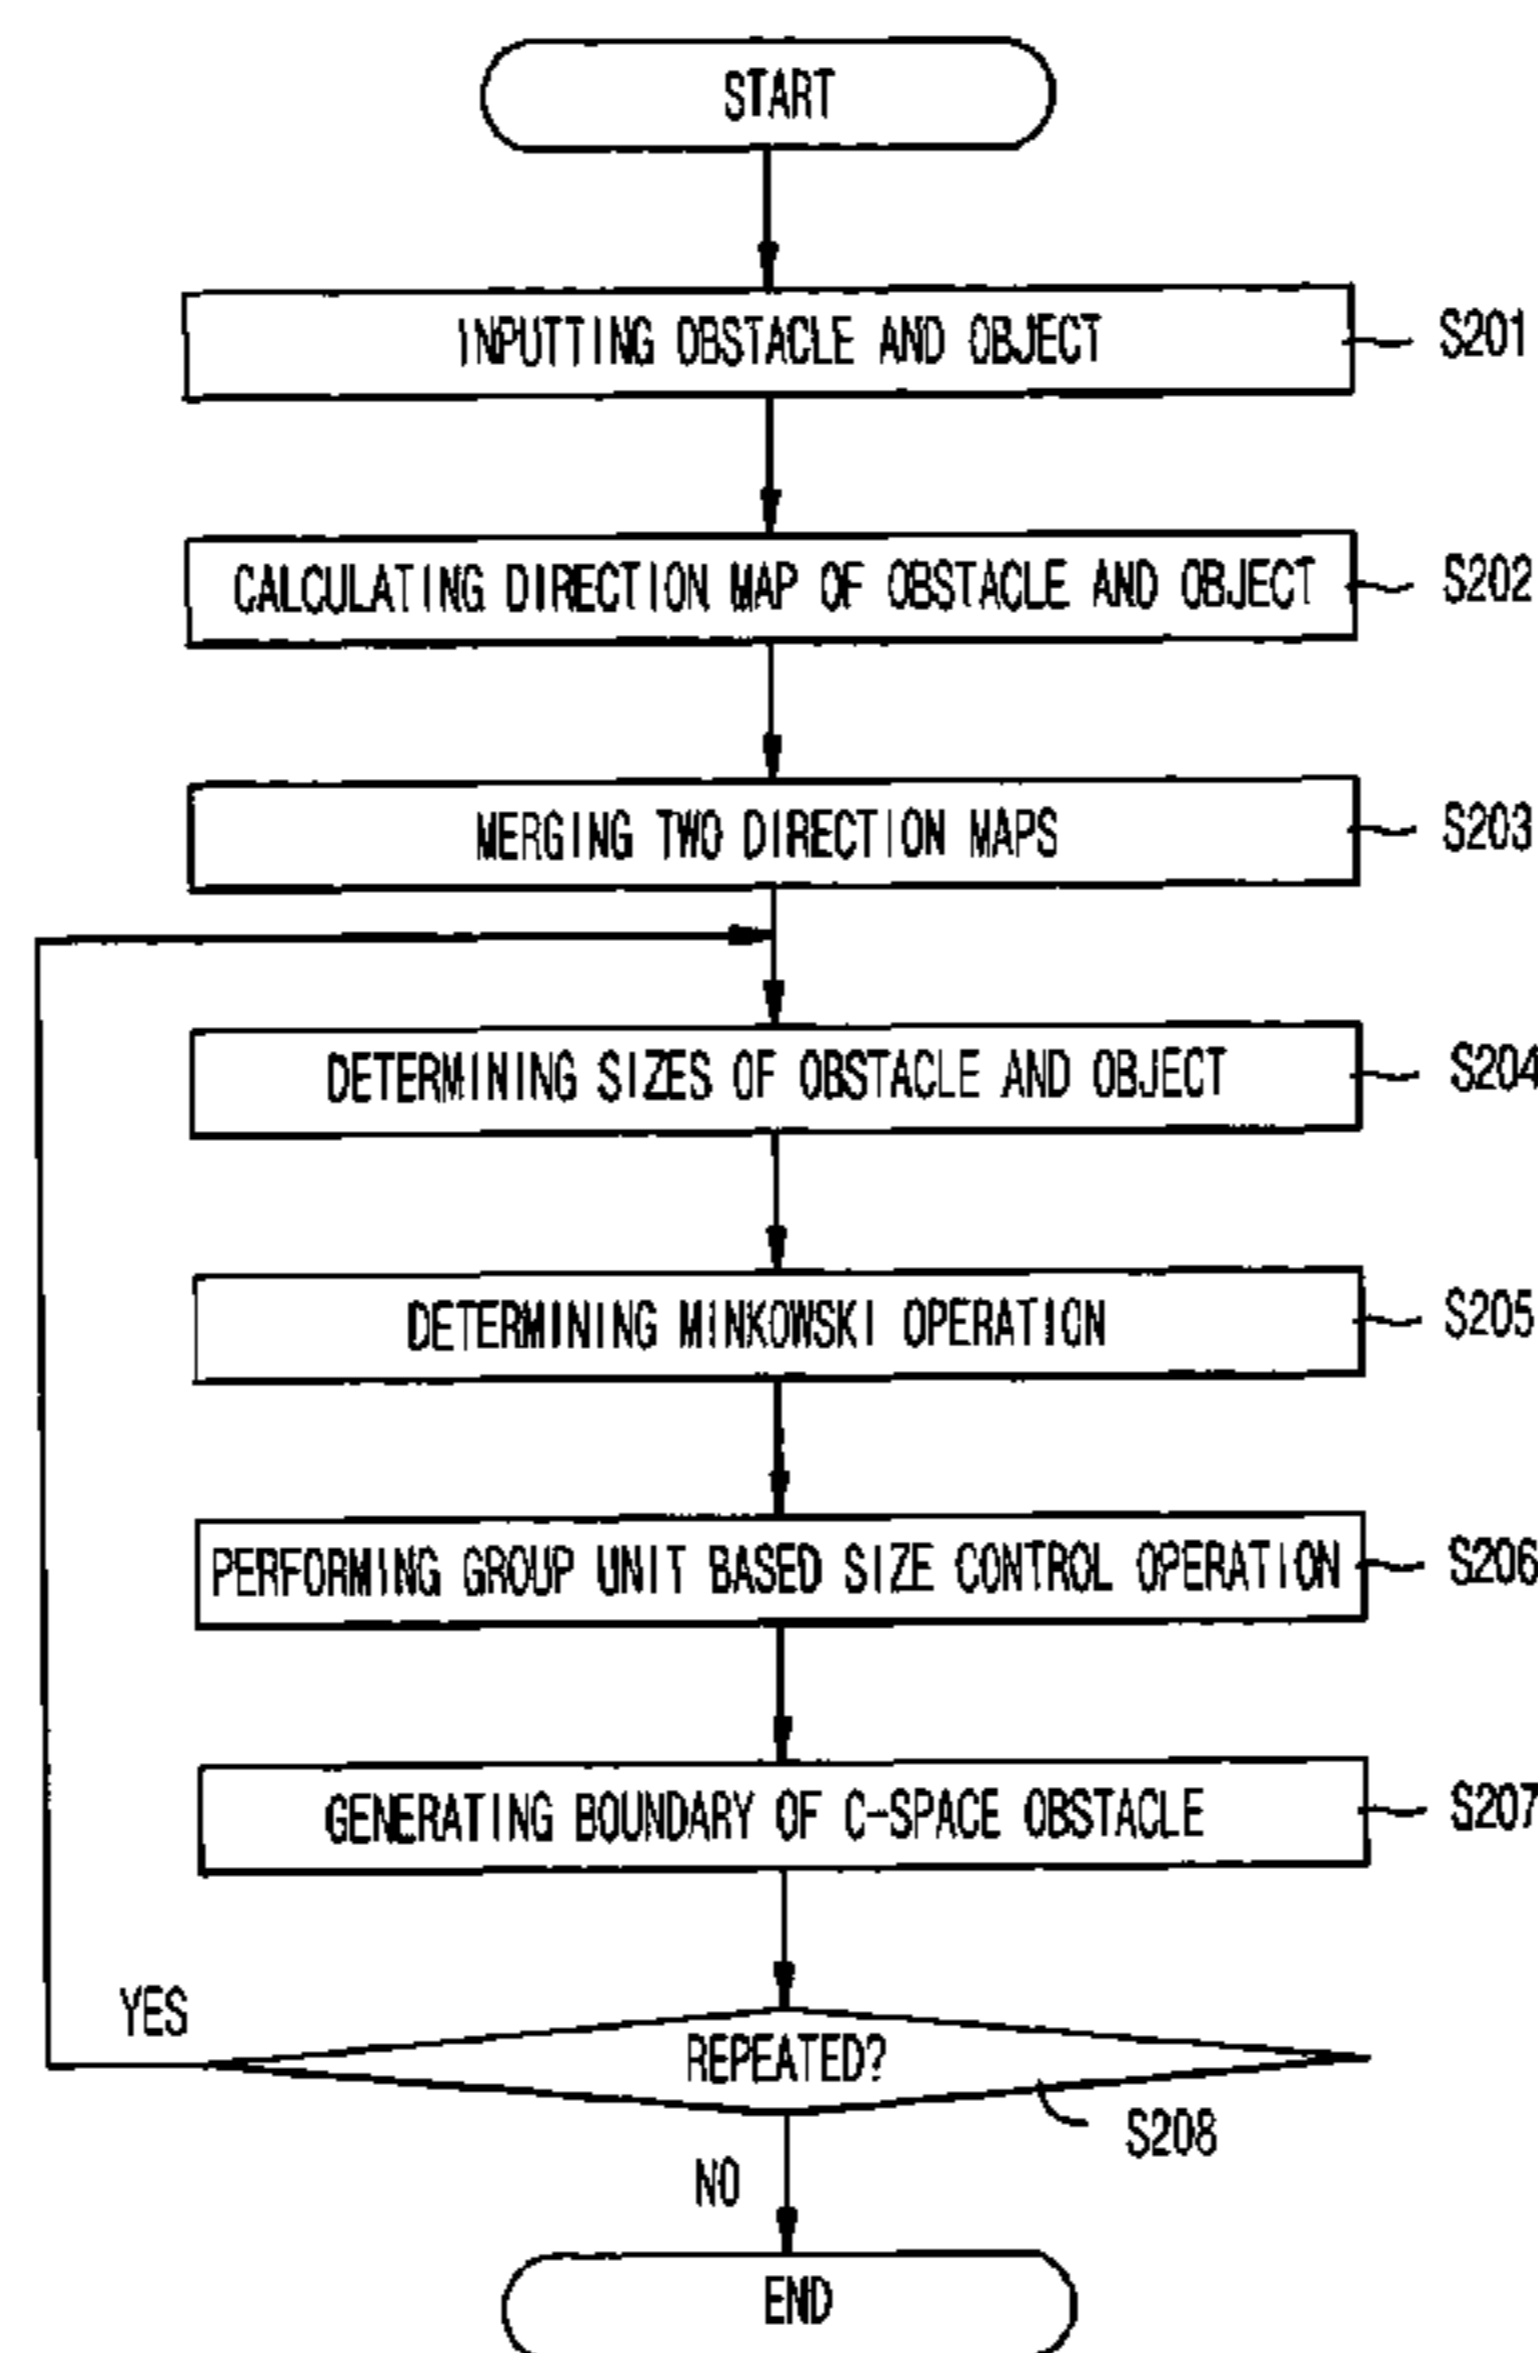 START
INPUTTING OBSTACLE AND OBJECT
S201
CALCULATING DIRECTION MAP OF OBSTACLE AND OBJECT
S202
MERGING TWO DIRECTION MAPS
S203
DETERMINING SIZES OF OBSTACLE AND OBJECT
S204
DETERMINING MINKOWSKI OPERATION
S205
PERFORMING GROUP UNIT BASED SIZE CONTROL OPERATION
S206
GENERATING BOUNDARY OF C-SPACE OBSTACLE
S207
YES
REPEATED?
S208
NO
END